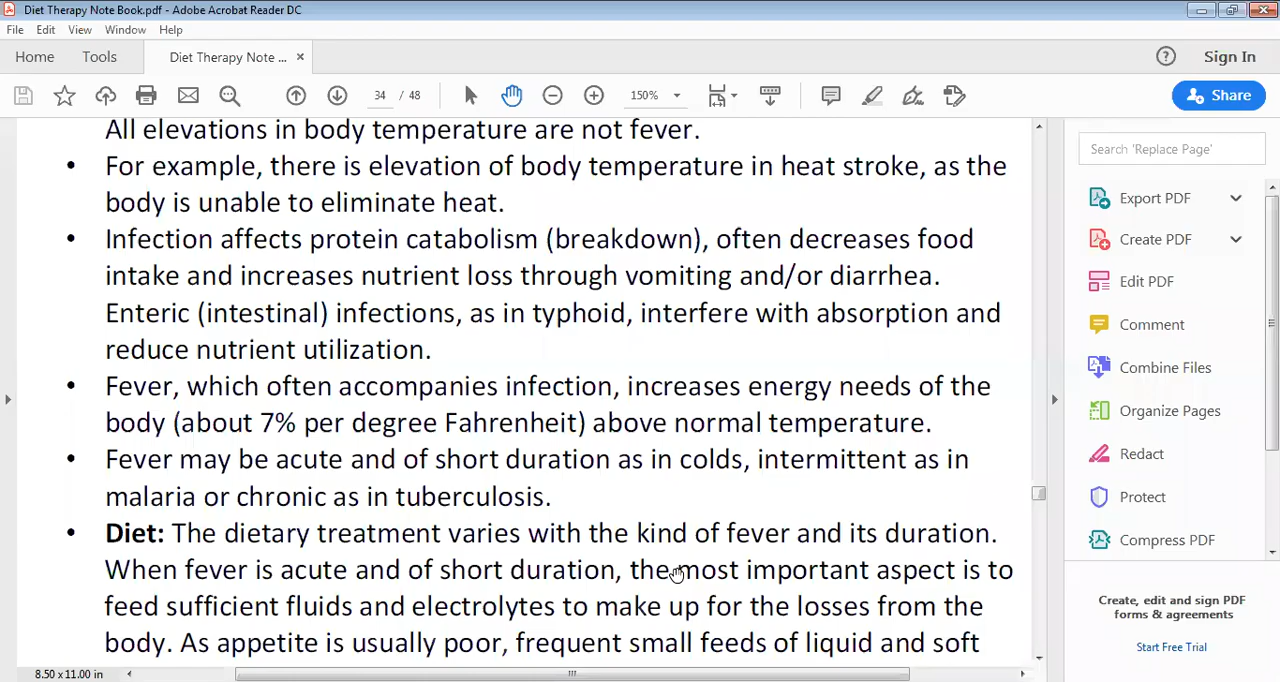 Diet Therapy Note Book.pdf - Adobe Acrobat Reader DC
File Edit View Window Help
Home Tools Diet Therapy Note ... × Sign In
34 / 48 150% Share
All elevations in body temperature are not fever.
• For example, there is elevation of body temperature in heat stroke, as the
body is unable to eliminate heat.
• Infection affects protein catabolism (breakdown), often decreases food
intake and increases nutrient loss through vomiting and/or diarrhea.
Enteric (intestinal) infections, as in typhoid, interfere with absorption and
reduce nutrient utilization.
• Fever, which often accompanies infection, increases energy needs of the
body (about 7% per degree Fahrenheit) above normal temperature.
• Fever may be acute and of short duration as in colds, intermittent as in
malaria or chronic as in tuberculosis.
• Diet: The dietary treatment varies with the kind of fever and its duration.
When fever is acute and of short duration, the most important aspect is to
feed sufficient fluids and electrolytes to make up for the losses from the
body. As appetite is usually poor, frequent small feeds of liquid and soft
8.50 x 11.00 in
Search 'Replace Page'
Export PDF
Create PDF
Edit PDF
Comment
Combine Files
Organize Pages
Redact
Protect
Compress PDF
Create, edit and sign PDF
forms & agreements
Start Free Trial